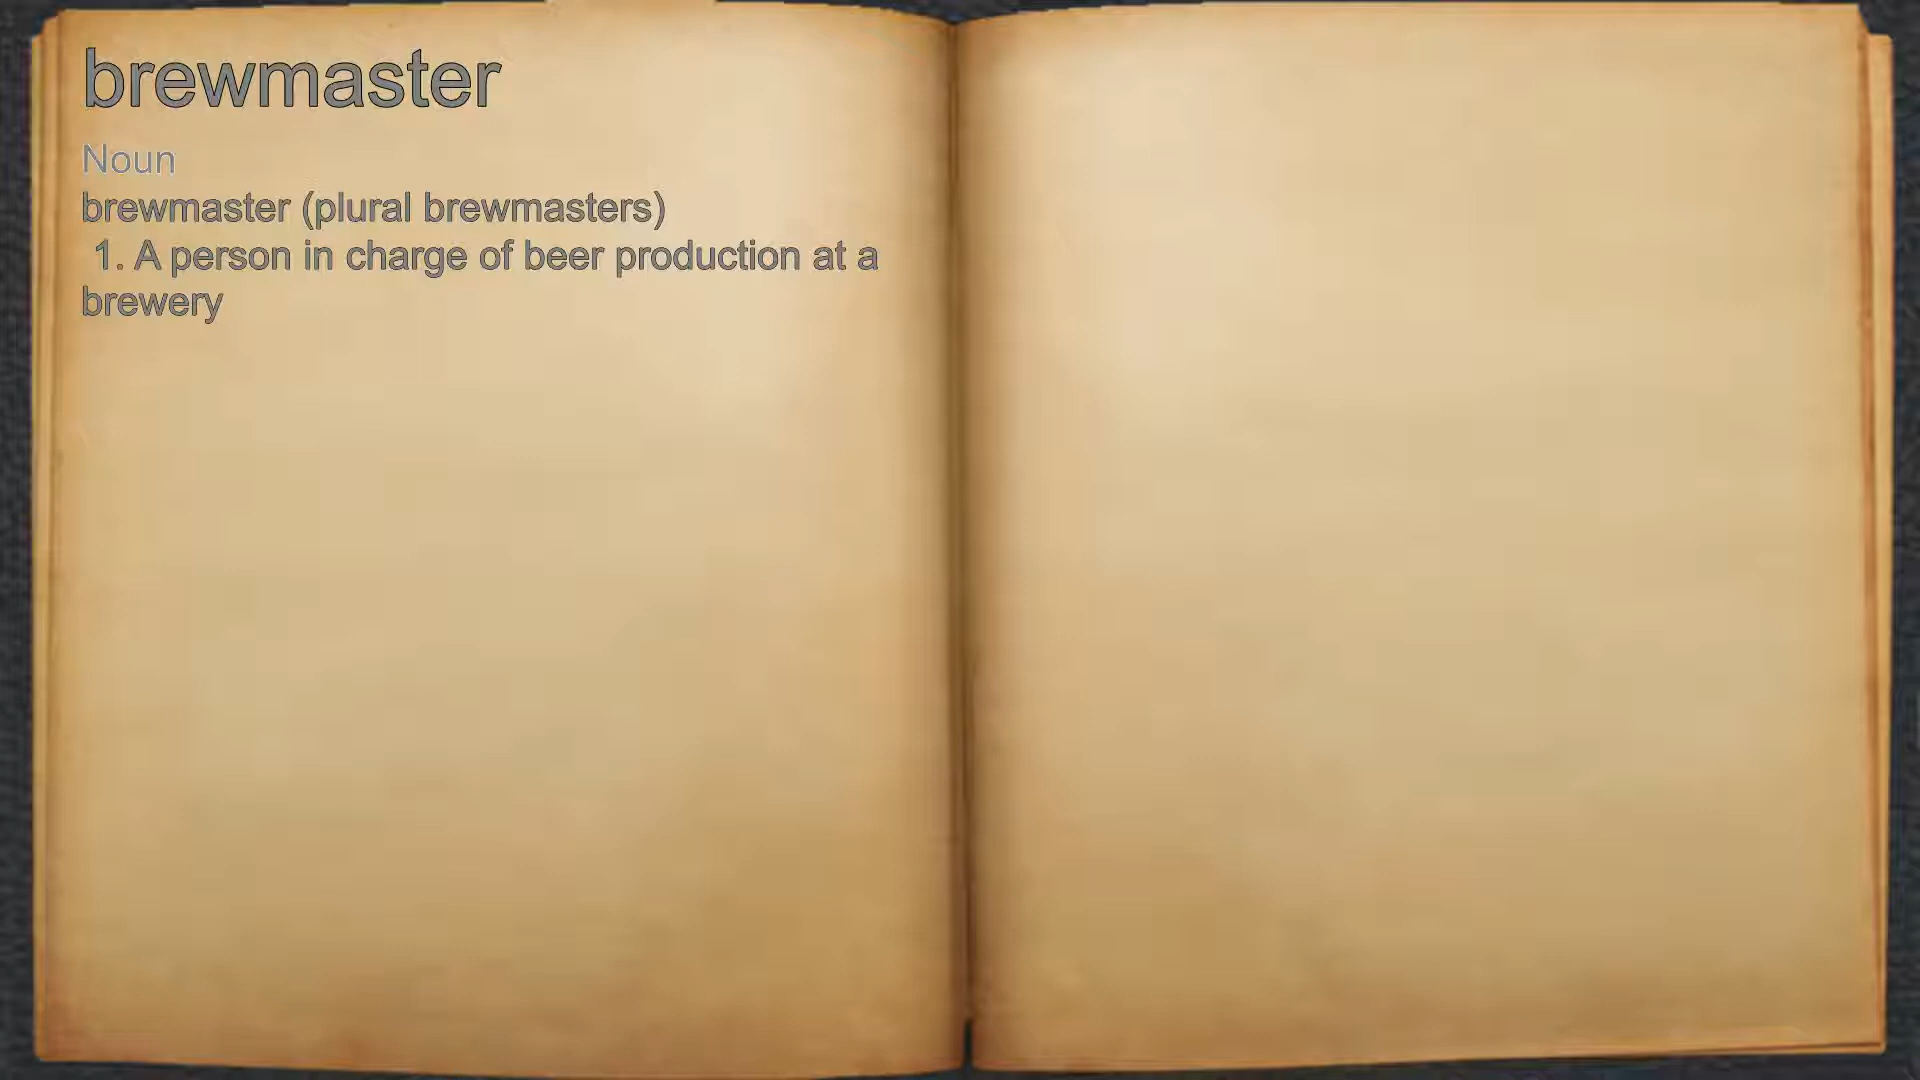 brewmaster
Noun
brewmaster (plural brewmasters)
1. A person in charge of beer production at a
brewery